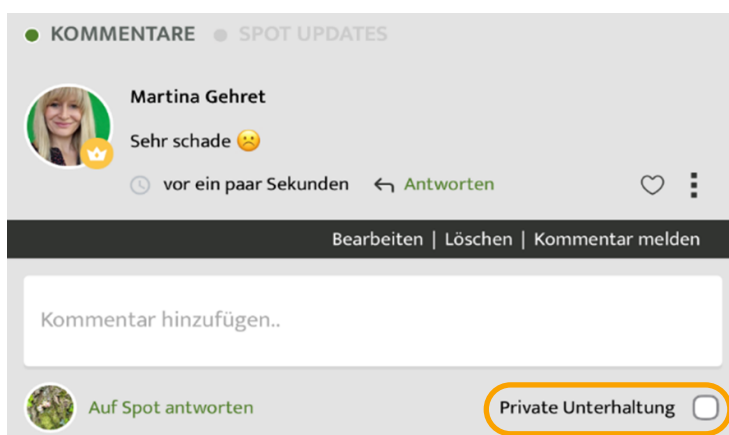 KOMMENTARE SPOT UPDATES
Martina Gehret
Sehr schade ☹️
vor ein paar Sekunden Antworten
Bearbeiten | Löschen | Kommentar melden
Kommentar hinzufügen..
Auf Spot antworten Private Unterhaltung